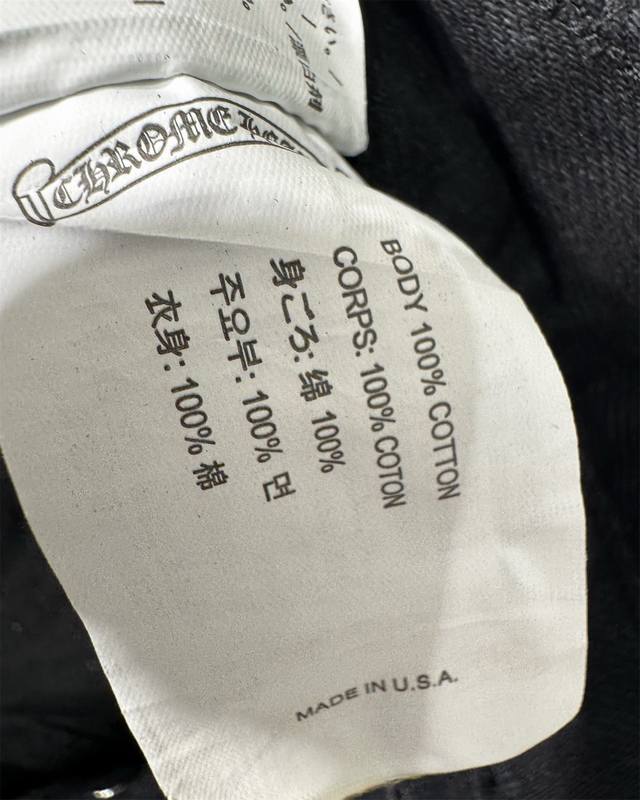 CHROME Hea
BODY 100% COTTON
CORPS: 100% COTON
身ごろ: 綿 100%
주요부: 100% 면
衣身: 100% 棉
MADE IN U.S.A.